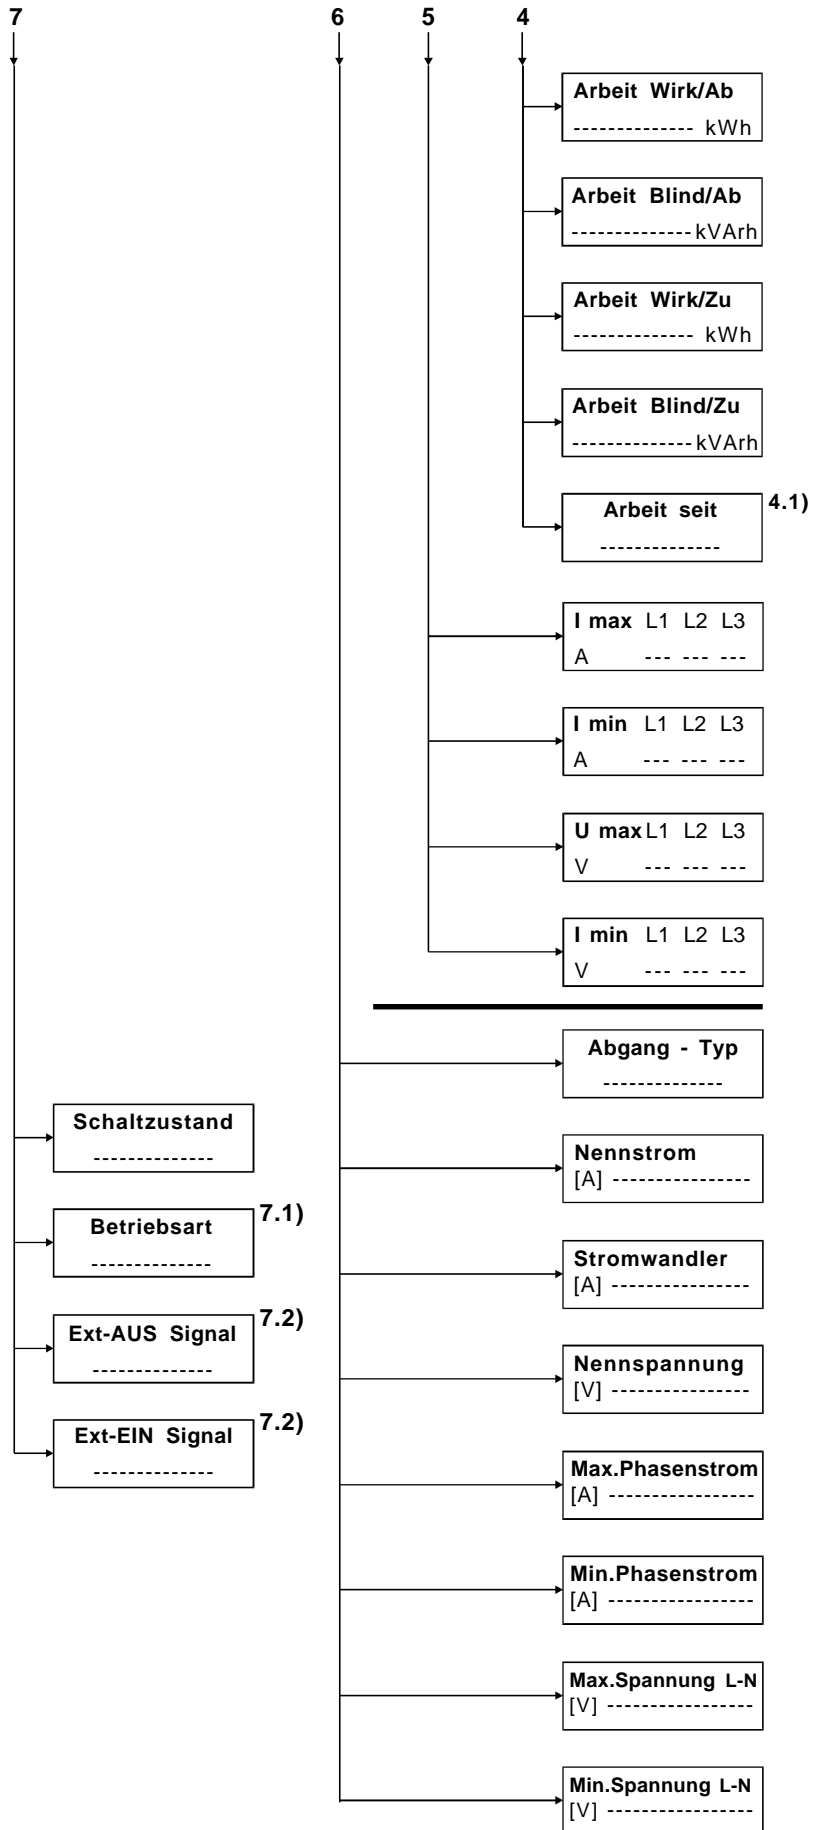 7 6 5 4
Arbeit Wirk/Ab
-------------- kWh
Arbeit Blind/Ab
-------------- kVArh
Arbeit Wirk/Zu
-------------- kWh
Arbeit Blind/Zu
-------------- kVArh
Arbeit seit 4.1)
--------------
I max L1 L2 L3
A --- --- ---
I min L1 L2 L3
A --- --- ---
U max L1 L2 L3
V --- --- ---
I min L1 L2 L3
V --- --- ---
Abgang - Typ
--------------
Nennstrom
[A] ----------------
Stromwandler
[A] ----------------
Nennspannung
[V] ----------------
Max.Phasenstrom
[A] -----------------
Min.Phasenstrom
[A] -----------------
Max.Spannung L-N
[V] -----------------
Min.Spannung L-N
[V] -----------------
Schaltzustand
--------------
Betriebsart 7.1)
--------------
Ext-AUS Signal 7.2)
--------------
Ext-EIN Signal 7.2)
--------------